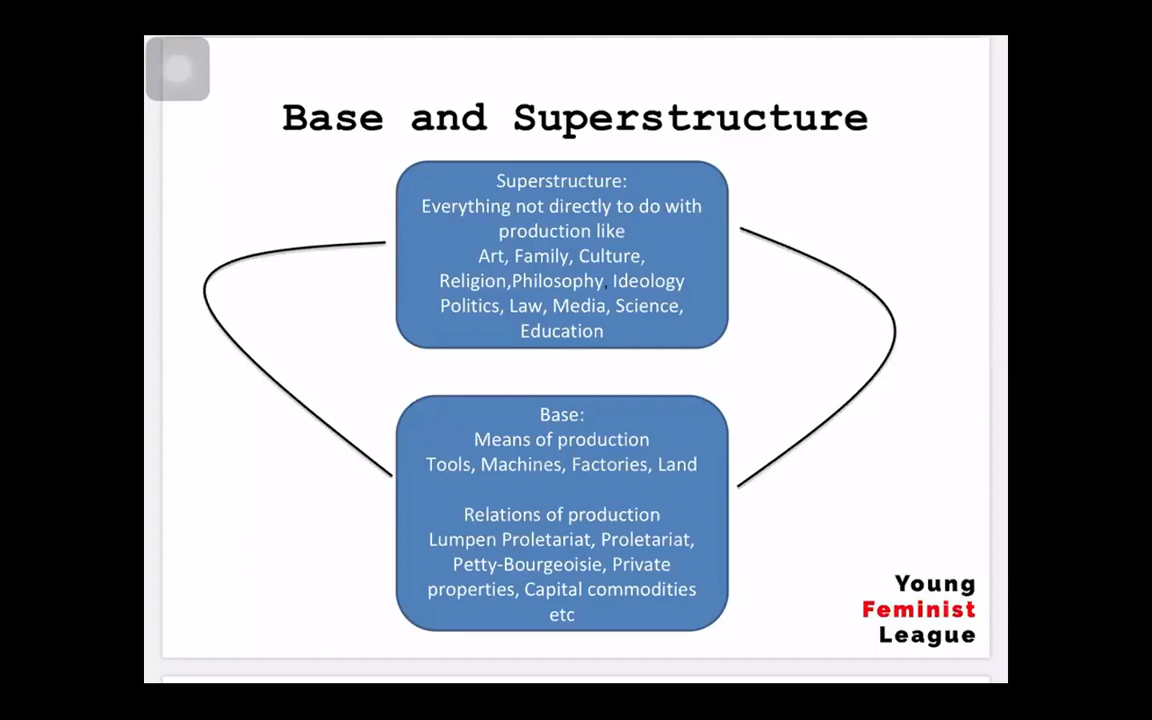 Base and Superstructure
Superstructure:
Everything not directly to do with
production like
Art, Family, Culture,
Religion,Philosophy, Ideology
Politics, Law, Media, Science,
Education
Base:
Means of production
Tools, Machines, Factories, Land
Relations of production
Lumpen Proletariat, Proletariat,
Petty-Bourgeoisie, Private
properties, Capital commodities
etc
Young
Feminist
League